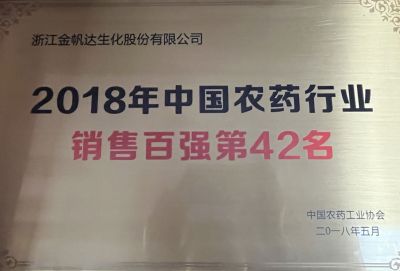 浙江金帆达生化股份有限公司
2018年中国农药行业
销售百强第42名
中国农药工业协会
二〇一八年五月